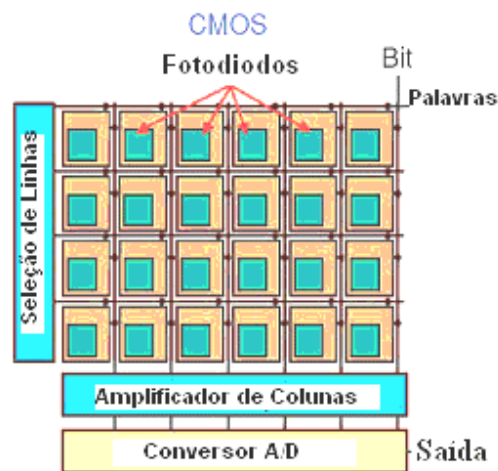 CMOS
Fotodiodos
Bit
Palavras
Seleção de Linhas
Amplificador de Colunas
Conversor A/D
Saída